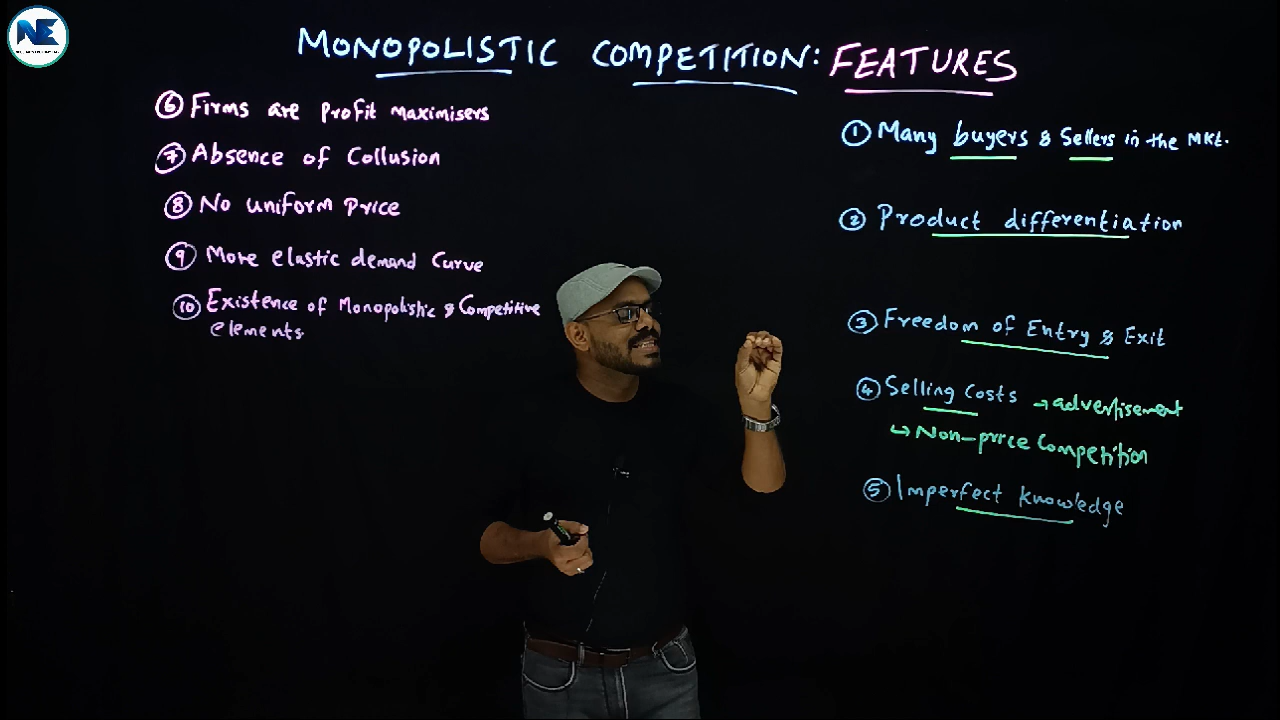 NE
MONOPOLISTIC COMPETITION: FEATURES
① Many buyers & Sellers in the MKt.
② Product differentiation
③ Freedom of Entry & Exit
④ Selling Costs → advertisement
↳ Non-price Competition
⑤ Imperfect knowledge
⑥ Firms are profit maximisers
⑦ Absence of Collusion
⑧ No uniform price
⑨ More elastic demand Curve
⑩ Existence of Monopolistic & Competitive
elements